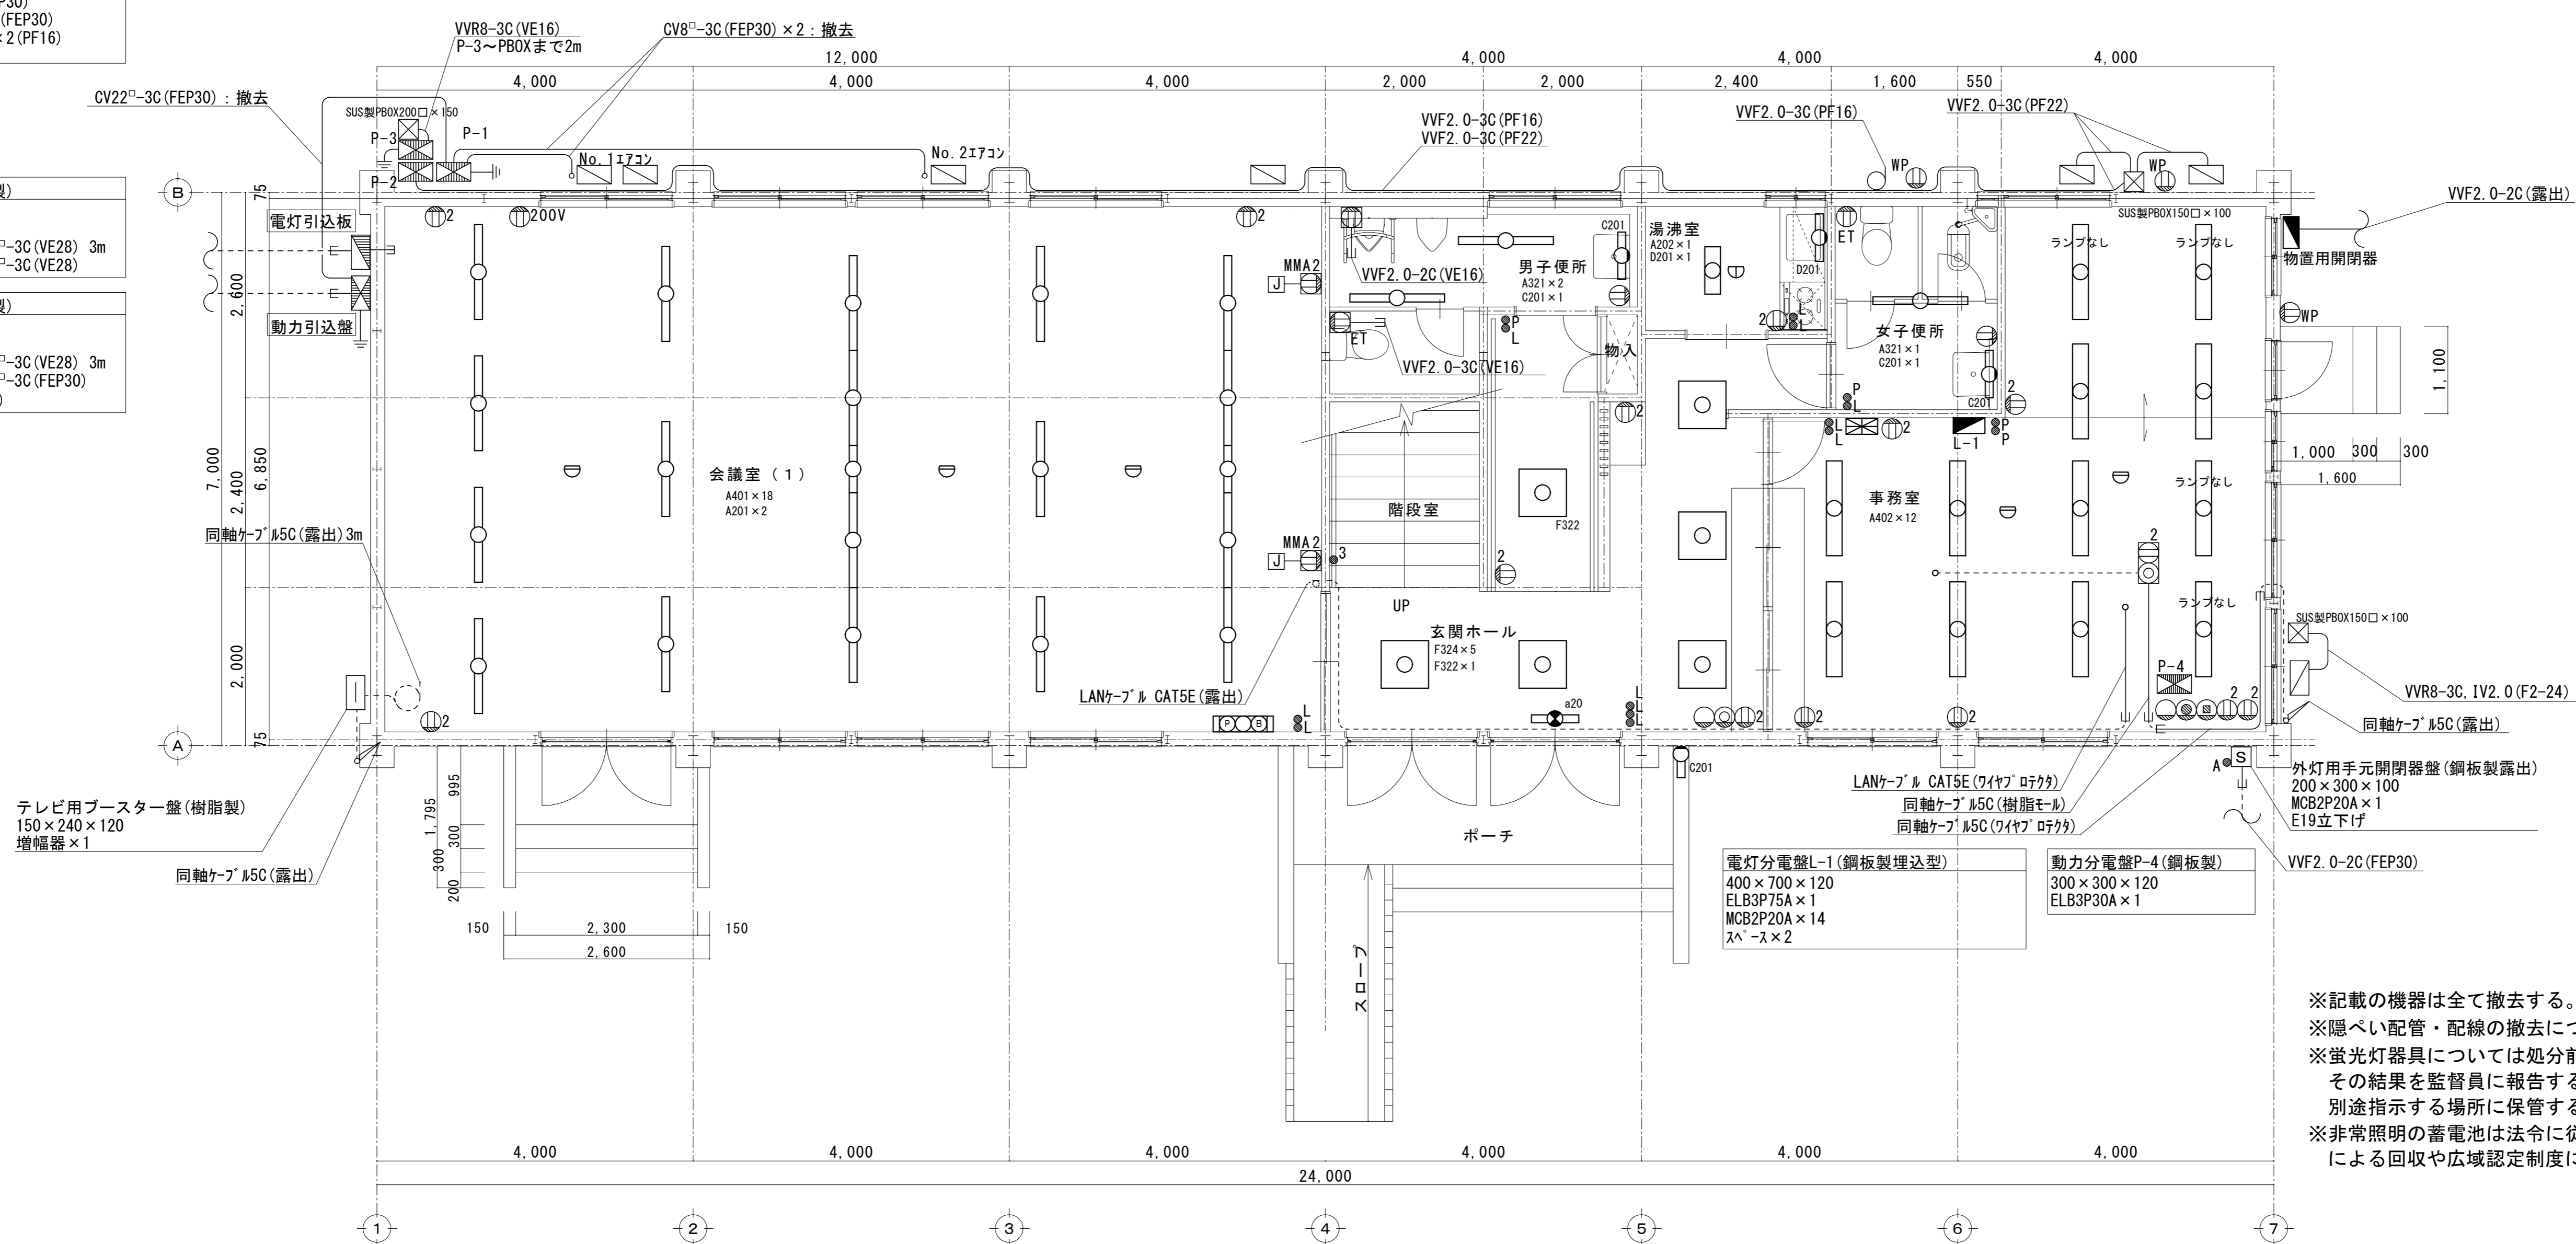 (FEP30)
×2(PF16)
VVR8-3C(VE16)
P-3～PBOXまで2m
CV8□-3C(FEP30)×2：撤去
CV22□-3C(FEP30)：撤去
12,000
4,000
4,000
4,000
4,000
4,000
4,000
2,000
2,000
2,400
1,600
550
SUS製PBOX200□×150
P-3
P-1
P-2
No.1エアコン
No.2エアコン
VVF2.0-3C(PF16)
VVF2.0-3C(PF22)
VVF2.0-3C(PF16)
VVF2.0-3C(PF22)
WP
WP
VVF2.0-2C(露出)
B
75
製)
□-3C(VE28) 3m
□-3C(VE28)
製)
□-3C(VE28) 3m
□-3C(FEP30)
)
電灯引込板
動力引込盤
2
200V
2
MMA2
J
VVF2.0-2C(VE16)
ET
VVF2.0-3C(VE16)
C201
男子便所
A321×2
C201×1
P
L
物入
湯沸室
A202×1
D201×1
D201
2
L
L
ET
女子便所
A321×1
C201×1
C201
P
L
2
2
SUS製PBOX150□×100
ランプなし
ランプなし
物置用開閉器
WP
1,100
1,000
300
300
1,600
2,600
7,000
2,400
6,850
2,000
会議室（１）
A401×18
A201×2
階段室
F322
2
L
L
2
L-1
P
P
事務室
A402×12
ランプなし
2
ランプなし
同軸ｹｰﾌﾞﾙ5C(露出)3m
MMA2
J
3
UP
玄関ホール
F324×5
F322×1
SUS製PBOX150□×100
P-4
2
2
VVR8-3C,IV2.0(F2-24)
同軸ｹｰﾌﾞﾙ5C(露出)
LANｹｰﾌﾞﾙ CAT5E(露出)
2
P
B
L
L
a20
L
L
L
2
2
2
A
75
テレビ用ブースター盤(樹脂製)
150×240×120
増幅器×1
同軸ｹｰﾌﾞﾙ5C(露出)
995
1,795
300
300
200
150
2,300
150
2,600
C201
ポーチ
スロープ
LANｹｰﾌﾞﾙ CAT5E(ﾜｲﾔﾌﾟﾛﾃｸﾀ)
同軸ｹｰﾌﾞﾙ5C(樹脂ﾓｰﾙ)
同軸ｹｰﾌﾞﾙ5C(ﾜｲﾔﾌﾟﾛﾃｸﾀ)
A
S
外灯用手元開閉器盤(鋼板製露出)
200×300×100
MCB2P20A×1
E19立下げ
VVF2.0-2C(FEP30)
電灯分電盤L-1(鋼板製埋込型)
400×700×120
ELB3P75A×1
MCB2P20A×14
ｽﾍﾟｰｽ×2
動力分電盤P-4(鋼板製)
300×300×120
ELB3P30A×1
※記載の機器は全て撤去する。
※隠ぺい配管・配線の撤去につ
※蛍光灯器具については処分前
その結果を監督員に報告する
別途指示する場所に保管する
※非常照明の蓄電池は法令に従
による回収や広域認定制度に
4,000
4,000
4,000
4,000
4,000
4,000
24,000
1
2
3
4
5
6
7